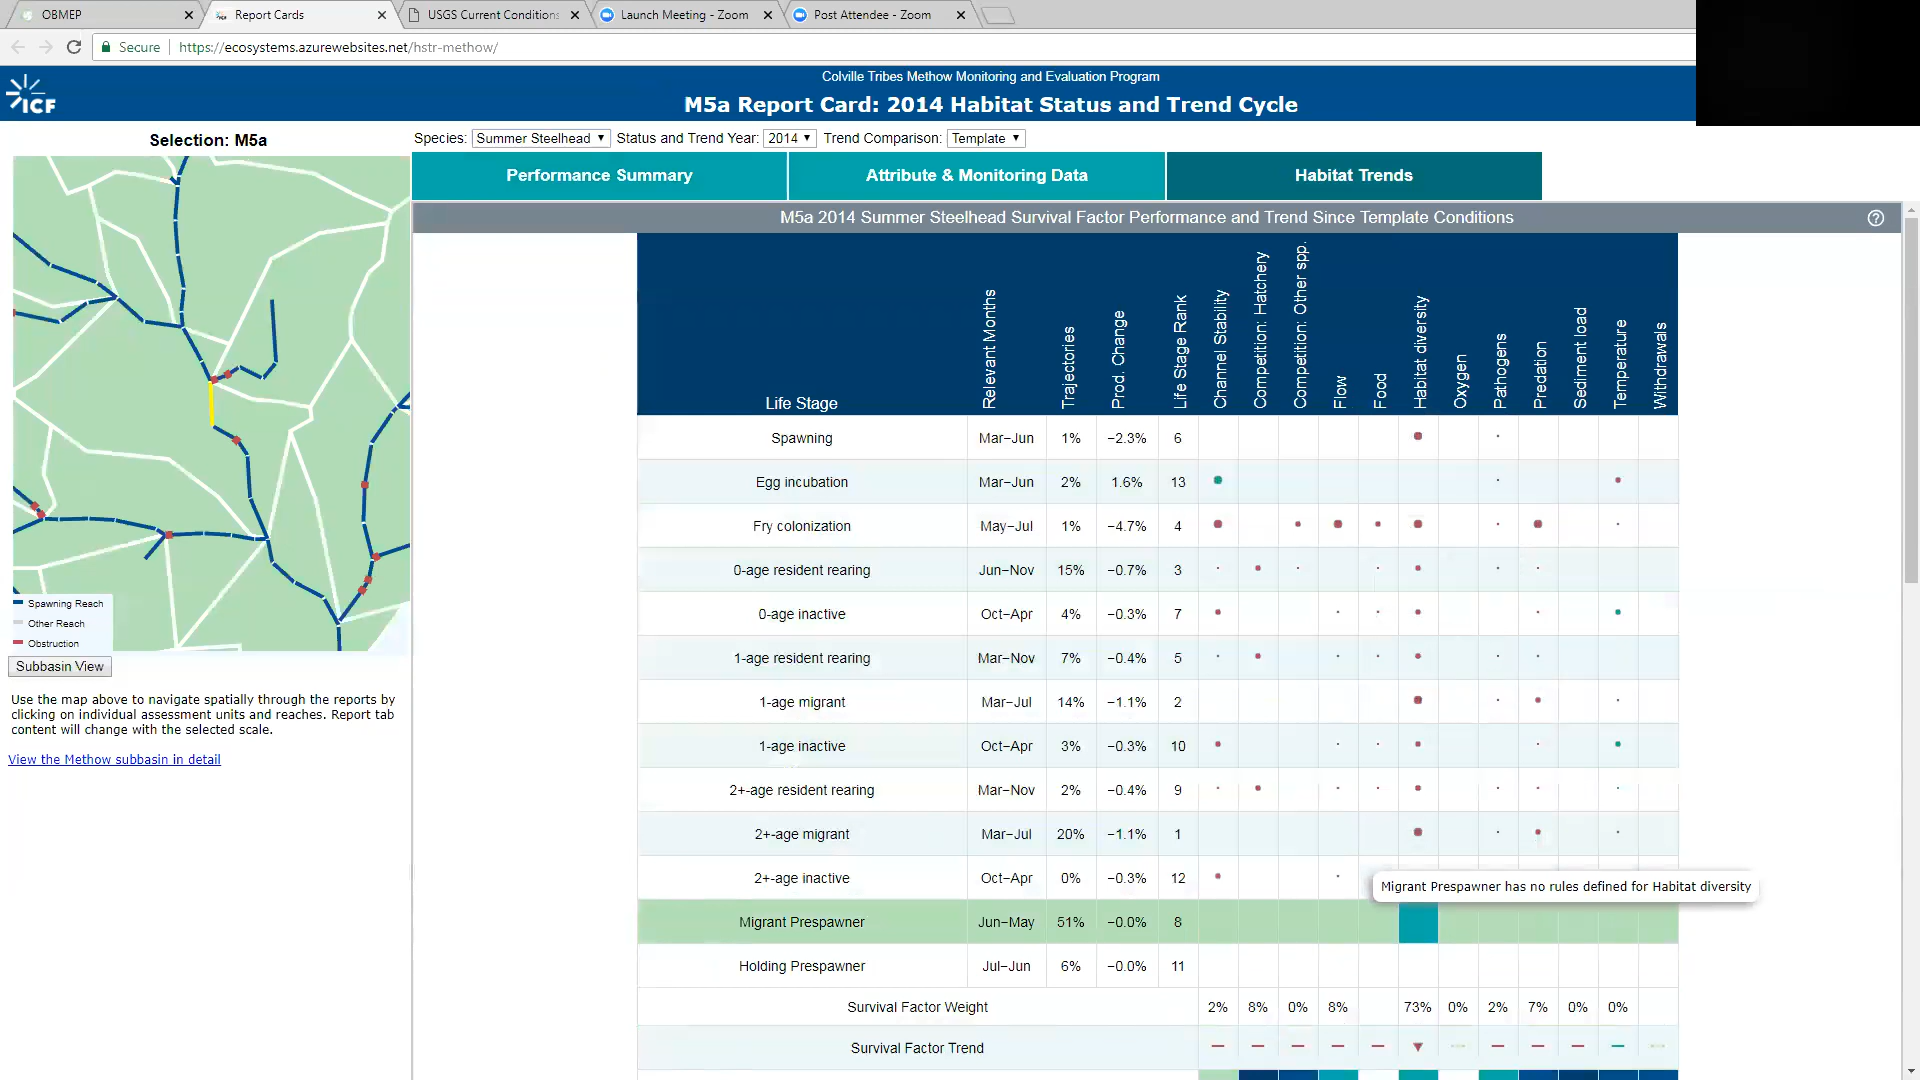 OBMEP
Report Cards
USGS Current Conditions
Launch Meeting - Zoom
Post Attendee - Zoom
Secure https://ecosystems.azurewebsites.net/hstr-methow/
ICF
Colville Tribes Methow Monitoring and Evaluation Program
M5a Report Card: 2014 Habitat Status and Trend Cycle
Selection: M5a
Species: Summer Steelhead Status and Trend Year: 2014 Trend Comparison: Template
Performance Summary
Attribute & Monitoring Data
Habitat Trends
M5a 2014 Summer Steelhead Survival Factor Performance and Trend Since Template Conditions
Life Stage
Relevant Months
Trajectories
Prod. Change
Life Stage Rank
Channel Stability
Competition: Hatchery
Competition: Other spp.
Flow
Food
Habitat diversity
Oxygen
Pathogens
Predation
Sediment load
Temperature
Withdrawals
Spawning Mar–Jun 1% −2.3% 6
Egg incubation Mar–Jun 2% 1.6% 13
Fry colonization May–Jul 1% −4.7% 4
0-age resident rearing Jun–Nov 15% −0.7% 3
0-age inactive Oct–Apr 4% −0.3% 7
1-age resident rearing Mar–Nov 7% −0.4% 5
1-age migrant Mar–Jul 14% −1.1% 2
1-age inactive Oct–Apr 3% −0.3% 10
2+-age resident rearing Mar–Nov 2% −0.4% 9
2+-age migrant Mar–Jul 20% −1.1% 1
2+-age inactive Oct–Apr 0% −0.3% 12
Migrant Prespawner has no rules defined for Habitat diversity
Migrant Prespawner Jun–May 51% −0.0% 8
Holding Prespawner Jul–Jun 6% −0.0% 11
Survival Factor Weight 2% 8% 0% 8% 73% 0% 2% 7% 0% 0%
Survival Factor Trend
Spawning Reach
Other Reach
Obstruction
Subbasin View
Use the map above to navigate spatially through the reports by
clicking on individual assessment units and reaches. Report tab
content will change with the selected scale.
View the Methow subbasin in detail